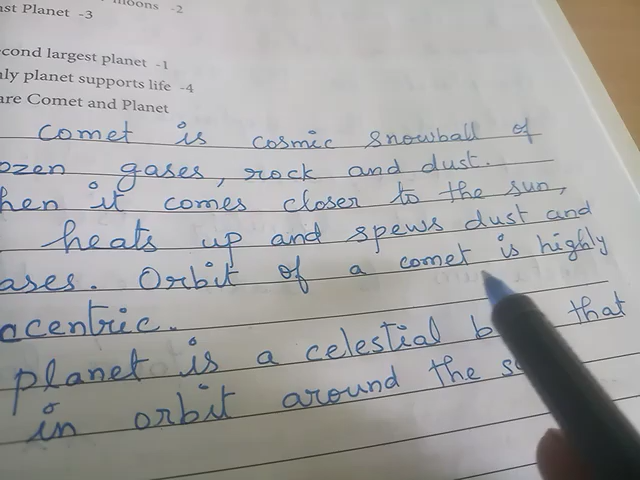 moons -2
ast Planet -3
cond largest planet -1
nly planet supports life -4
are Comet and Planet
comet is cosmic snowball of
ozen gases, rock and dust.
hen it comes closer to the sun,
heats up and spews dust and
ases. Orbit of a comet is highly
centric.
planet is a celestial b that
in orbit around the s